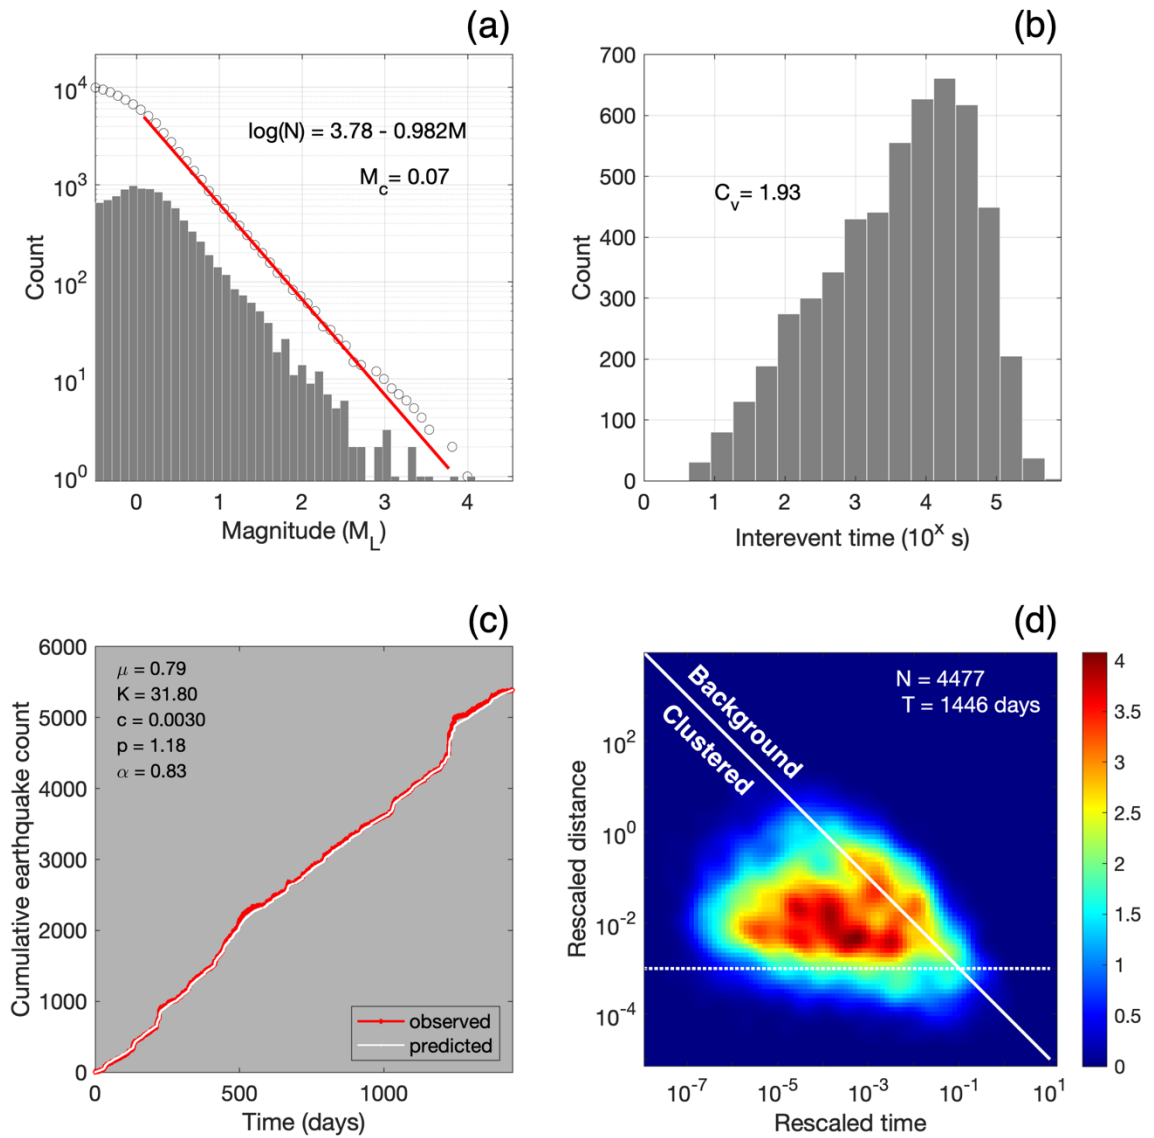 (a)
log(N) = 3.78 - 0.982M
M_c = 0.07
10^4
10^3
10^2
10^1
10^0
Count
0 1 2 3 4
Magnitude (M_L)
(b)
C_v = 1.93
700
600
500
400
300
200
100
0
Count
0 1 2 3 4 5 6
Interevent time (10^x s)
(c)
μ = 0.79
K = 31.80
c = 0.0030
p = 1.18
α = 0.83
6000
5000
4000
3000
2000
1000
0
Cumulative earthquake count
observed
predicted
0 500 1000
Time (days)
(d)
N = 4477
T = 1446 days
Background
Clustered
10^2
10^0
10^-2
10^-4
Rescaled distance
10^-7 10^-5 10^-3 10^-1 10^1
Rescaled time
4
3.5
3
2.5
2
1.5
1
0.5
0